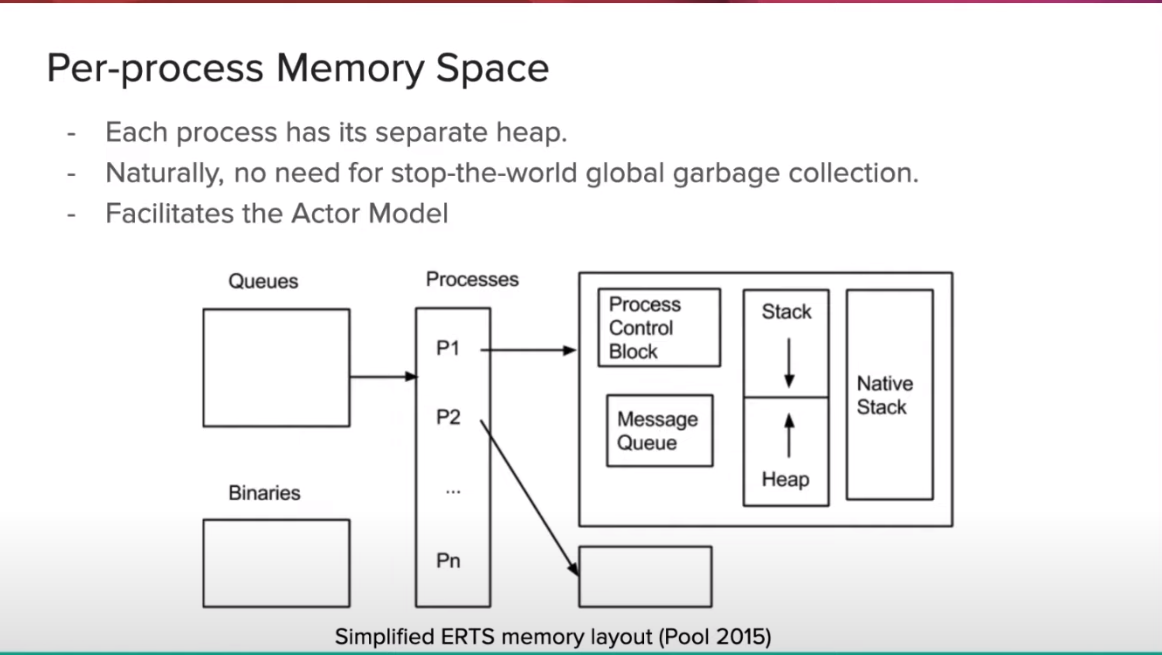 Per-process Memory Space
- Each process has its separate heap.
- Naturally, no need for stop-the-world global garbage collection.
- Facilitates the Actor Model
Queues
Processes
P1
P2
...
Pn
Binaries
Process
Control
Block
Message
Queue
Stack
Heap
Native
Stack
Simplified ERTS memory layout (Pool 2015)